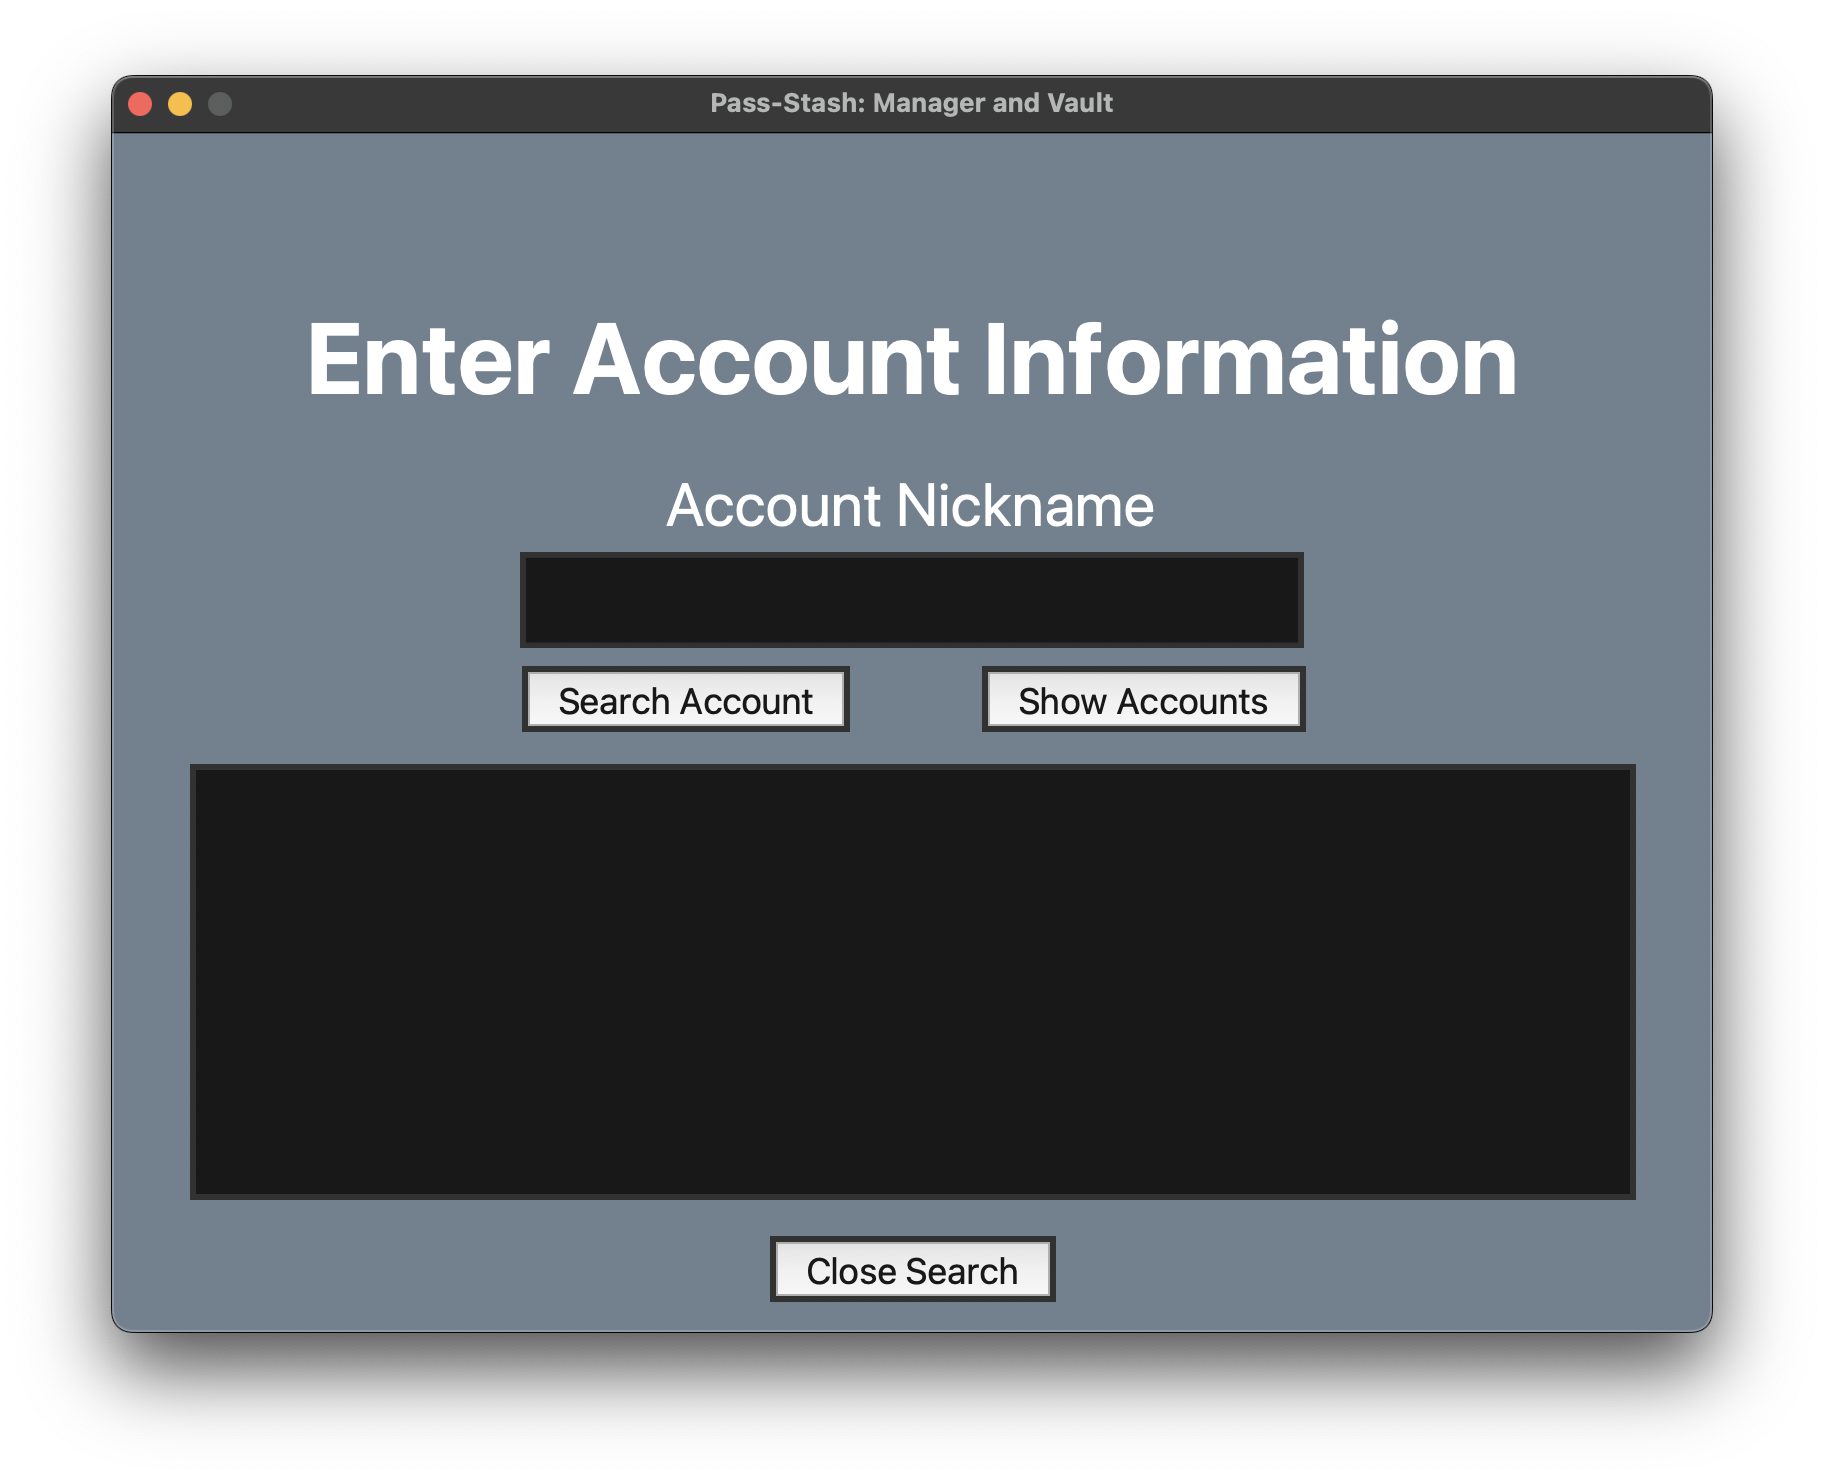 Pass-Stash: Manager and Vault
Enter Account Information
Account Nickname
Search Account
Show Accounts
Close Search